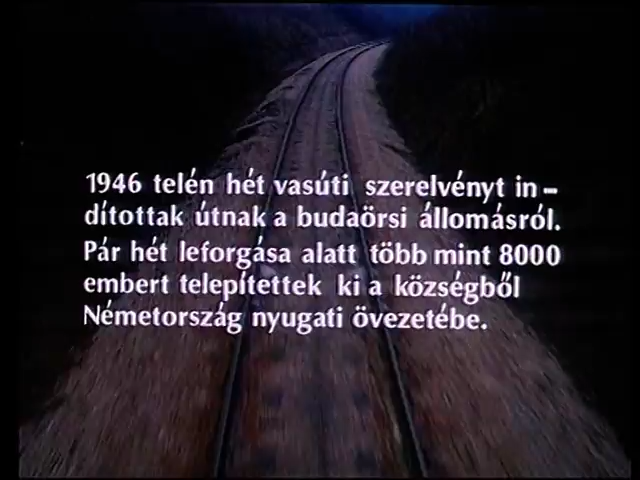 1946 telén hét vasúti szerelvényt in-
dítottak útnak a budaörsi állomásról.
Pár hét leforgása alatt több mint 8000
embert telepítettek ki a községből
Németország nyugati övezetébe.